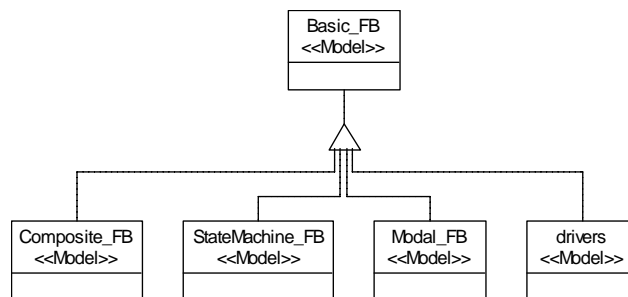 Basic_FB
<<Model>>
Composite_FB
<<Model>>
StateMachine_FB
<<Model>>
Modal_FB
<<Model>>
drivers
<<Model>>